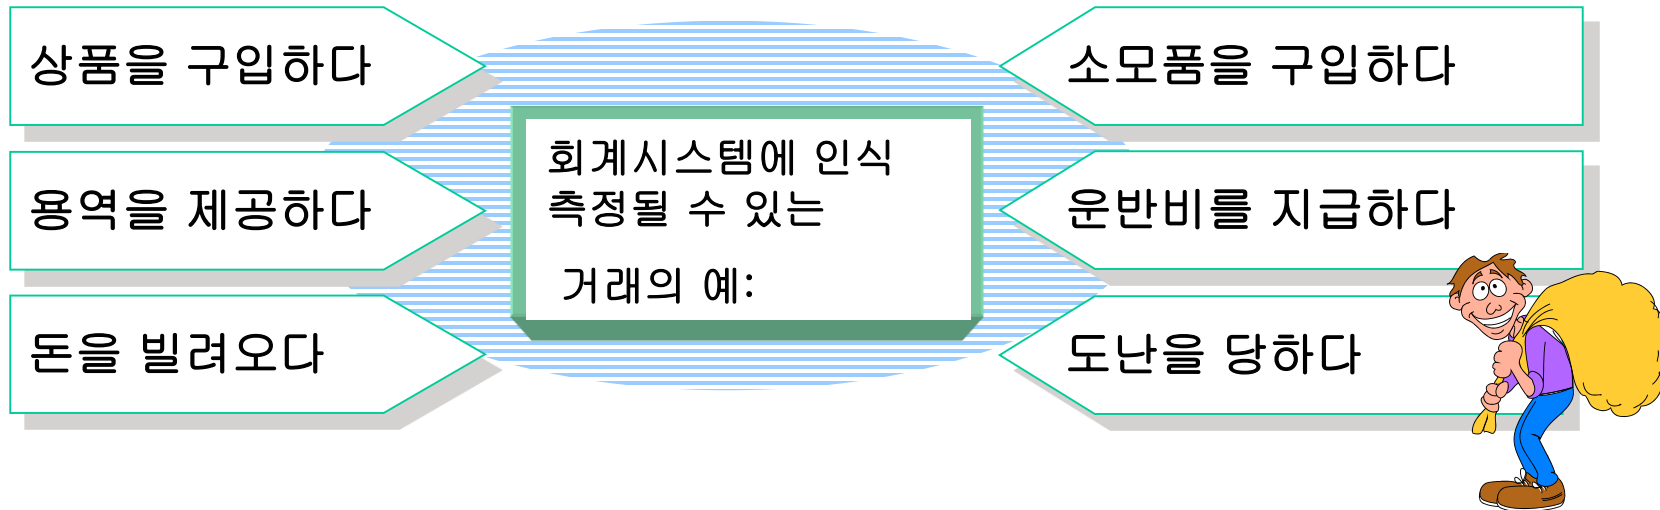 상품을 구입하다
용역을 제공하다
돈을 빌려오다
회계시스템에 인식
측정될 수 있는
거래의 예:
소모품을 구입하다
운반비를 지급하다
도난을 당하다